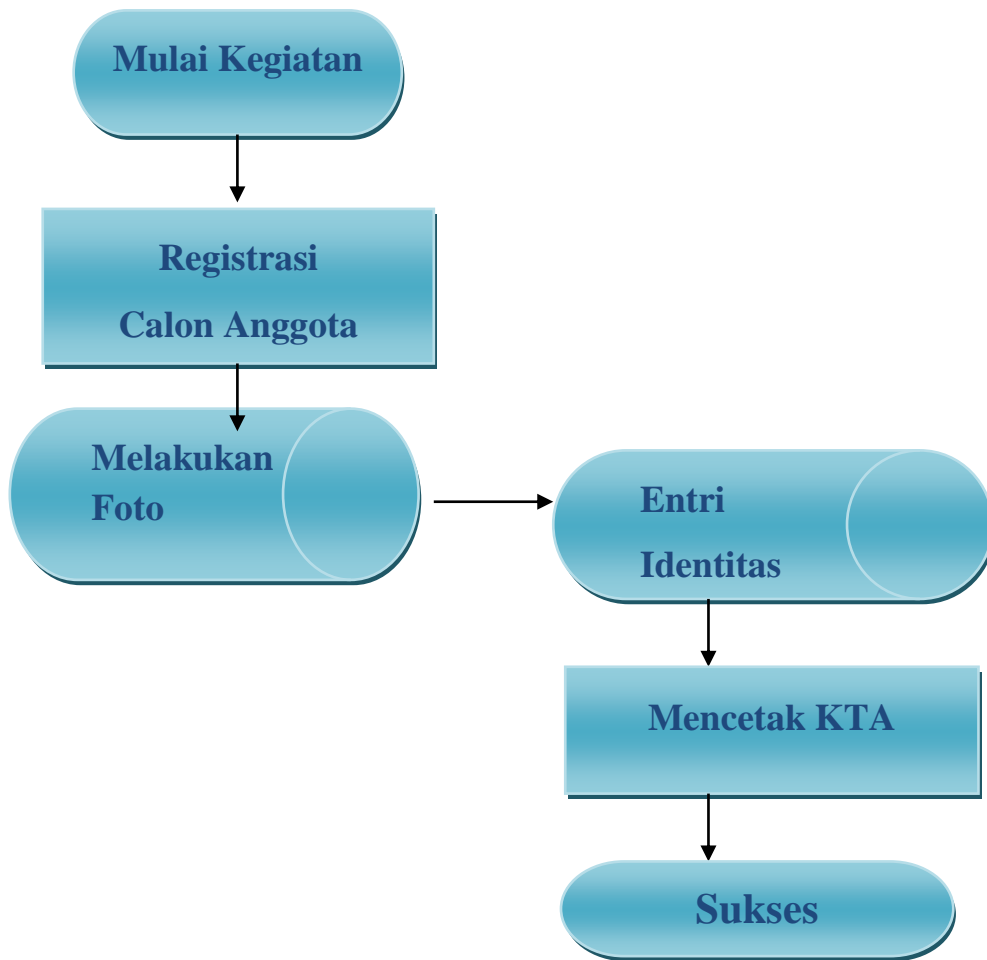 Mulai Kegiatan
Registrasi
Calon Anggota
Melakukan
Foto
Entri
Identitas
Mencetak KTA
Sukses